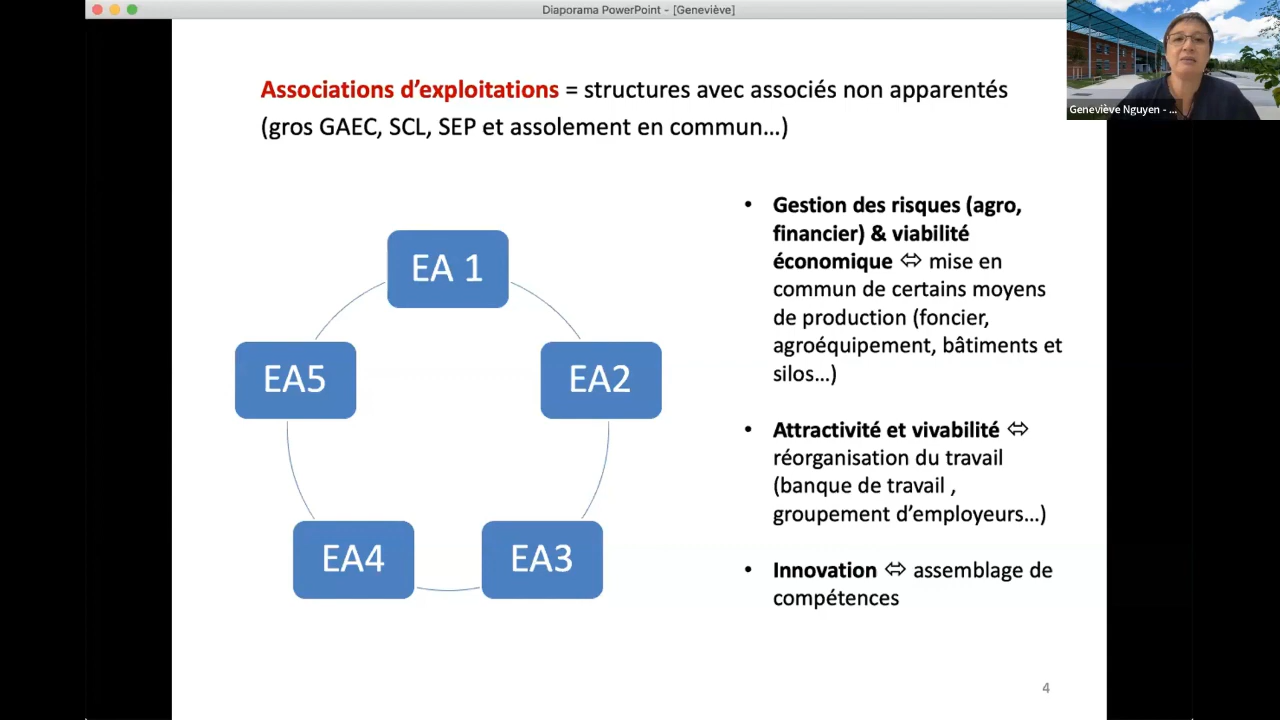 Diaporama PowerPoint - [Geneviève]
Geneviève Nguyen - ...
Associations d'exploitations = structures avec associés non apparentés
(gros GAEC, SCL, SEP et assolement en commun...)
EA 1
EA2
EA3
EA4
EA5
• Gestion des risques (agro,
financier) & viabilité
économique ⬄ mise en
commun de certains moyens
de production (foncier,
agroéquipement, bâtiments et
silos...)
• Attractivité et vivabilité ⬄
réorganisation du travail
(banque de travail ,
groupement d'employeurs...)
• Innovation ⬄ assemblage de
compétences
4